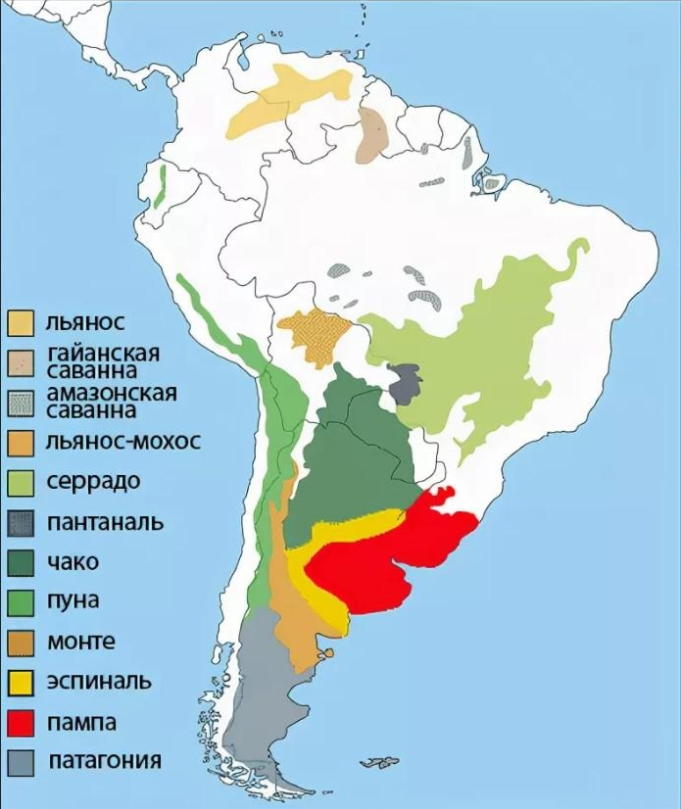 льянос
гайанская
саванна
амазонская
саванна
льянос-мохос
серрадо
пантаналь
чако
пуна
монте
эспиналь
пампа
патагония